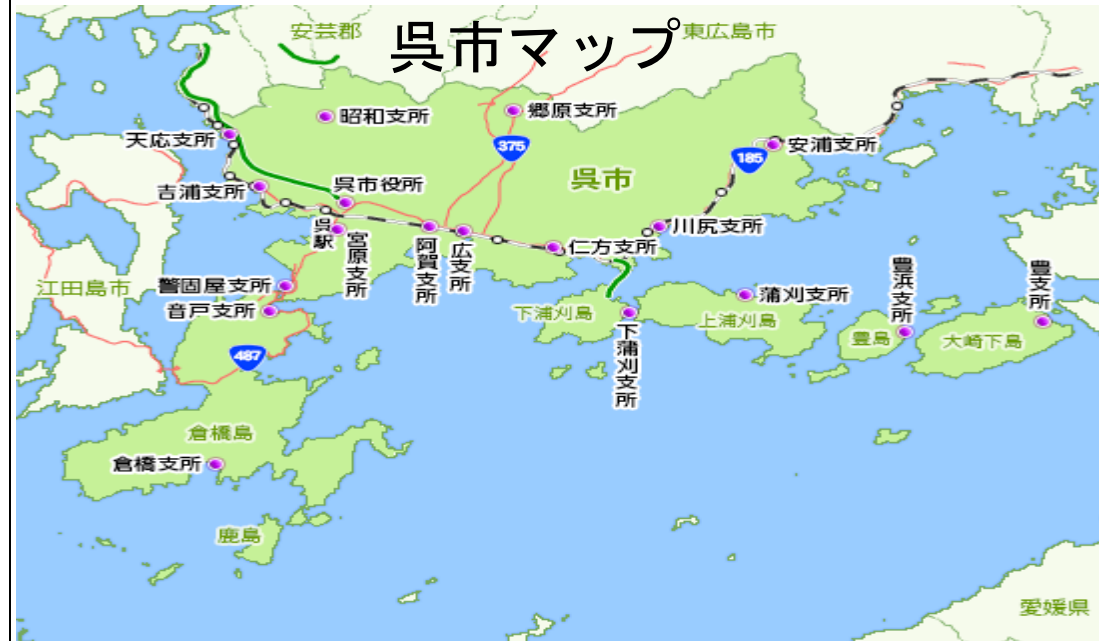 呉市マップ
安芸郡
東広島市
昭和支所
郷原支所
天応支所
375
185
安浦支所
吉浦支所
呉市役所
呉市
呉駅
宮原支所
阿賀支所
広支所
仁方支所
川尻支所
江田島市
警固屋支所
音戸支所
下浦刈島
下蒲刈支所
蒲刈支所
上浦刈島
豊浜支所
豊島
豊支所
大崎下島
487
倉橋島
倉橋支所
鹿島
愛媛県